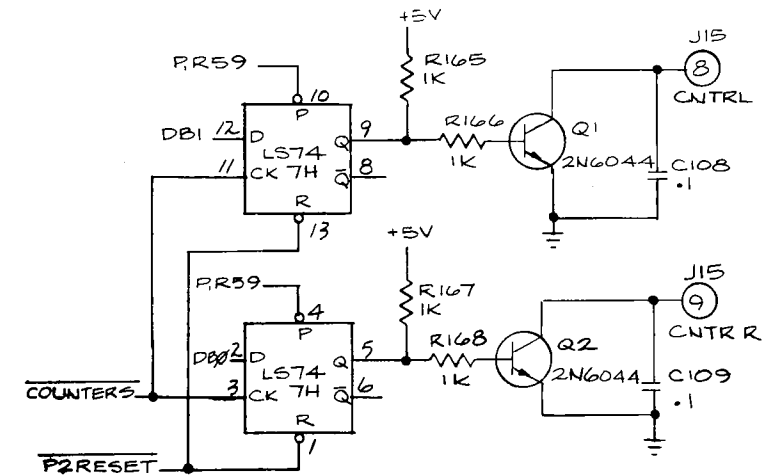 +5V
J15
P,R59
R165
1K
8
10
CNTRL
P
DB1 12 D
Q 9
R166
1K
Q1
LS74
7H
2N6044
C108
.1
11 CK
Q 8
R
13
+5V
J15
P,R59
R167
1K
9
4
CNTR R
P
DBØ 2 D
Q 5
R168
1K
Q2
LS74
7H
2N6044
C109
.1
COUNTERS
3 CK
Q 6
R
1
P2RESET